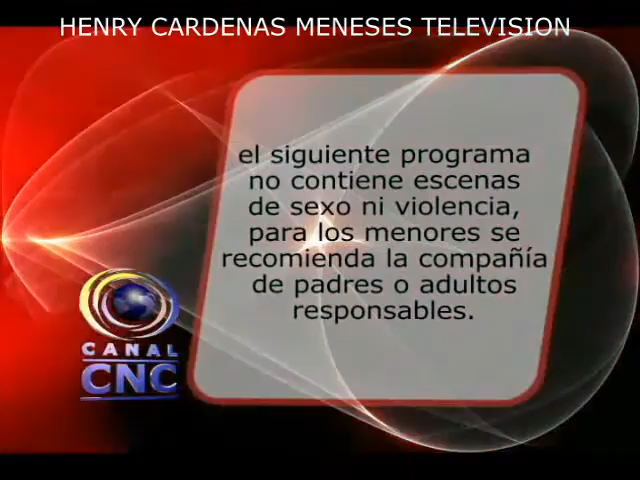 HENRY CARDENAS MENESES TELEVISION
el siguiente programa
no contiene escenas
de sexo ni violencia,
para los menores se
recomienda la compañía
de padres o adultos
responsables.
CANAL
CNC